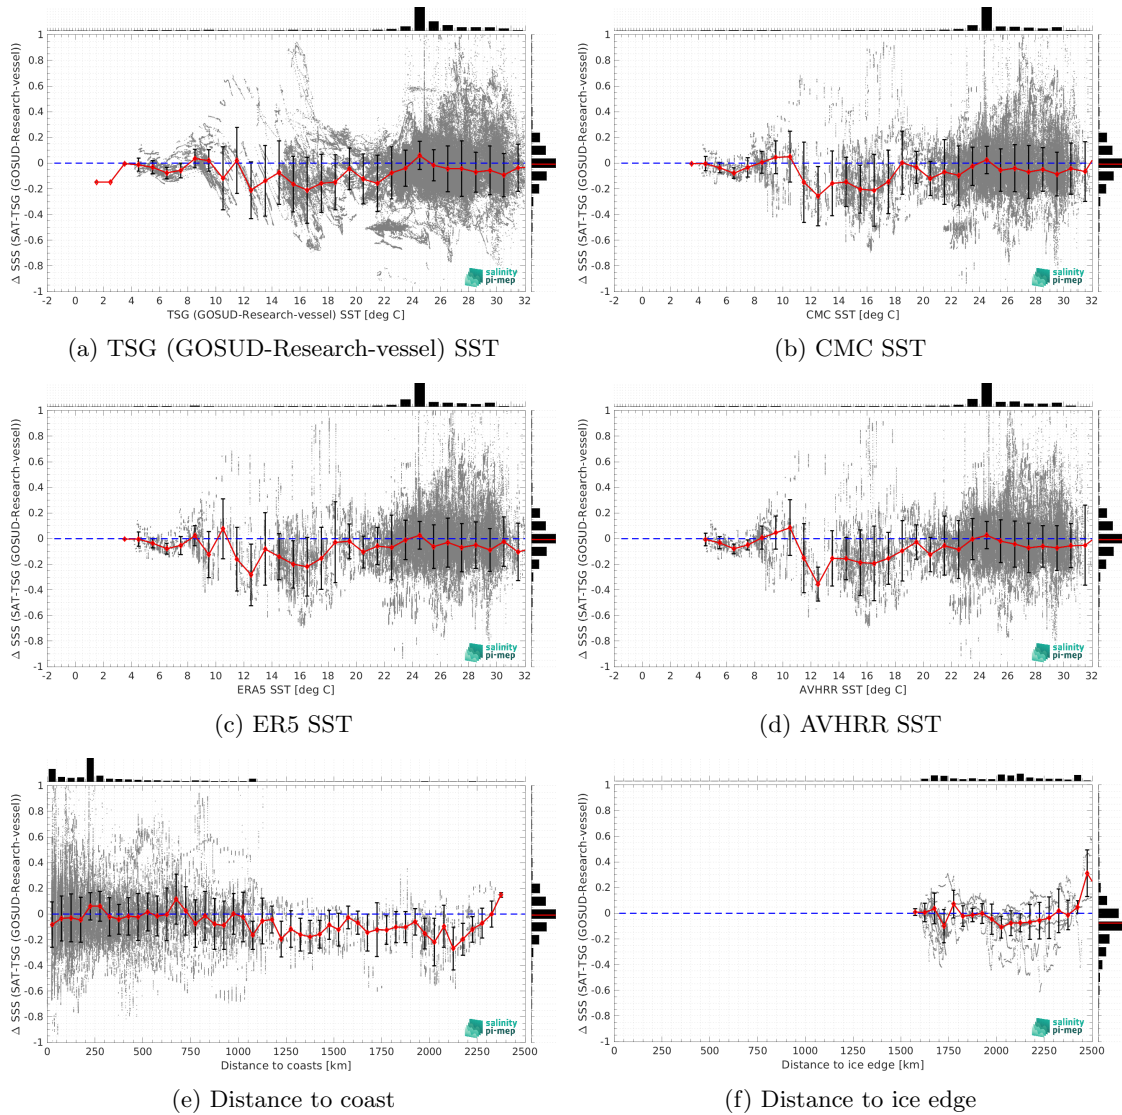 Δ SSS (SAT-TSG (GOSUD-Research-vessel))
1
0.8
0.6
0.4
0.2
0
-0.2
-0.4
-0.6
-0.8
-1
salinity
pi-mep
-2 0 2 4 6 8 10 12 14 16 18 20 22 24 26 28 30 32
TSG (GOSUD-Research-vessel) SST [deg C]
(a) TSG (GOSUD-Research-vessel) SST
Δ SSS (SAT-TSG (GOSUD-Research-vessel))
1
0.8
0.6
0.4
0.2
0
-0.2
-0.4
-0.6
-0.8
-1
salinity
pi-mep
-2 0 2 4 6 8 10 12 14 16 18 20 22 24 26 28 30 32
CMC SST [deg C]
(b) CMC SST
Δ SSS (SAT-TSG (GOSUD-Research-vessel))
1
0.8
0.6
0.4
0.2
0
-0.2
-0.4
-0.6
-0.8
-1
salinity
pi-mep
-2 0 2 4 6 8 10 12 14 16 18 20 22 24 26 28 30 32
ERA5 SST [deg C]
(c) ER5 SST
Δ SSS (SAT-TSG (GOSUD-Research-vessel))
1
0.8
0.6
0.4
0.2
0
-0.2
-0.4
-0.6
-0.8
-1
salinity
pi-mep
-2 0 2 4 6 8 10 12 14 16 18 20 22 24 26 28 30 32
AVHRR SST [deg C]
(d) AVHRR SST
Δ SSS (SAT-TSG (GOSUD-Research-vessel))
1
0.8
0.6
0.4
0.2
0
-0.2
-0.4
-0.6
-0.8
-1
salinity
pi-mep
0 250 500 750 1000 1250 1500 1750 2000 2250 2500
Distance to coasts [km]
(e) Distance to coast
Δ SSS (SAT-TSG (GOSUD-Research-vessel))
1
0.8
0.6
0.4
0.2
0
-0.2
-0.4
-0.6
-0.8
-1
salinity
pi-mep
0 250 500 750 1000 1250 1500 1750 2000 2250 2500
Distance to ice edge [km]
(f) Distance to ice edge